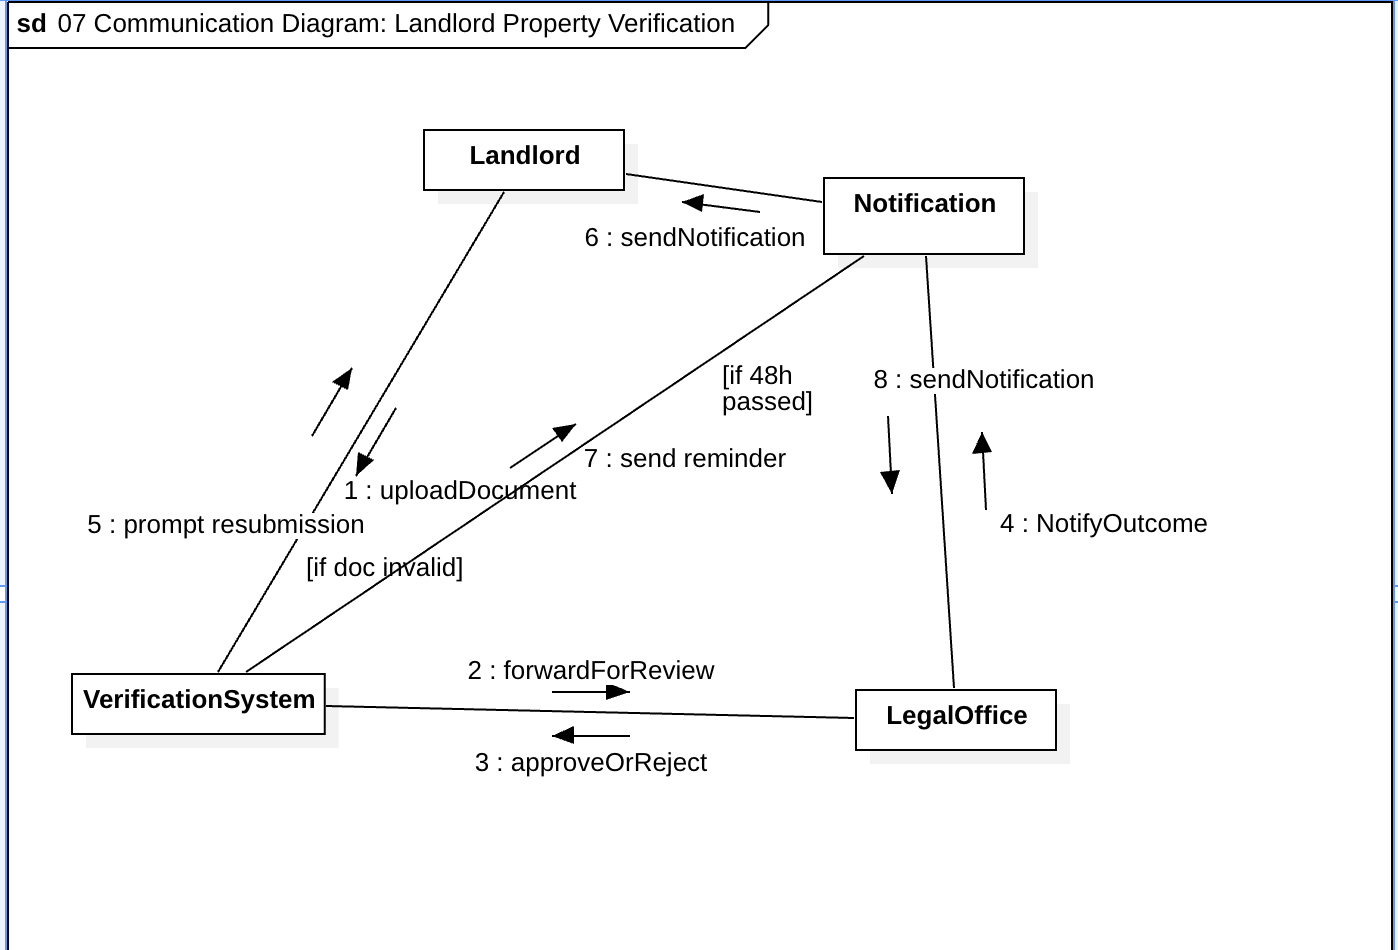 sd 07 Communication Diagram: Landlord Property Verification
Landlord
Notification
6 : sendNotification
[if 48h
passed]
8 : sendNotification
7 : send reminder
1 : uploadDocument
5 : prompt resubmission
4 : NotifyOutcome
[if doc invalid]
2 : forwardForReview
VerificationSystem
LegalOffice
3 : approveOrReject